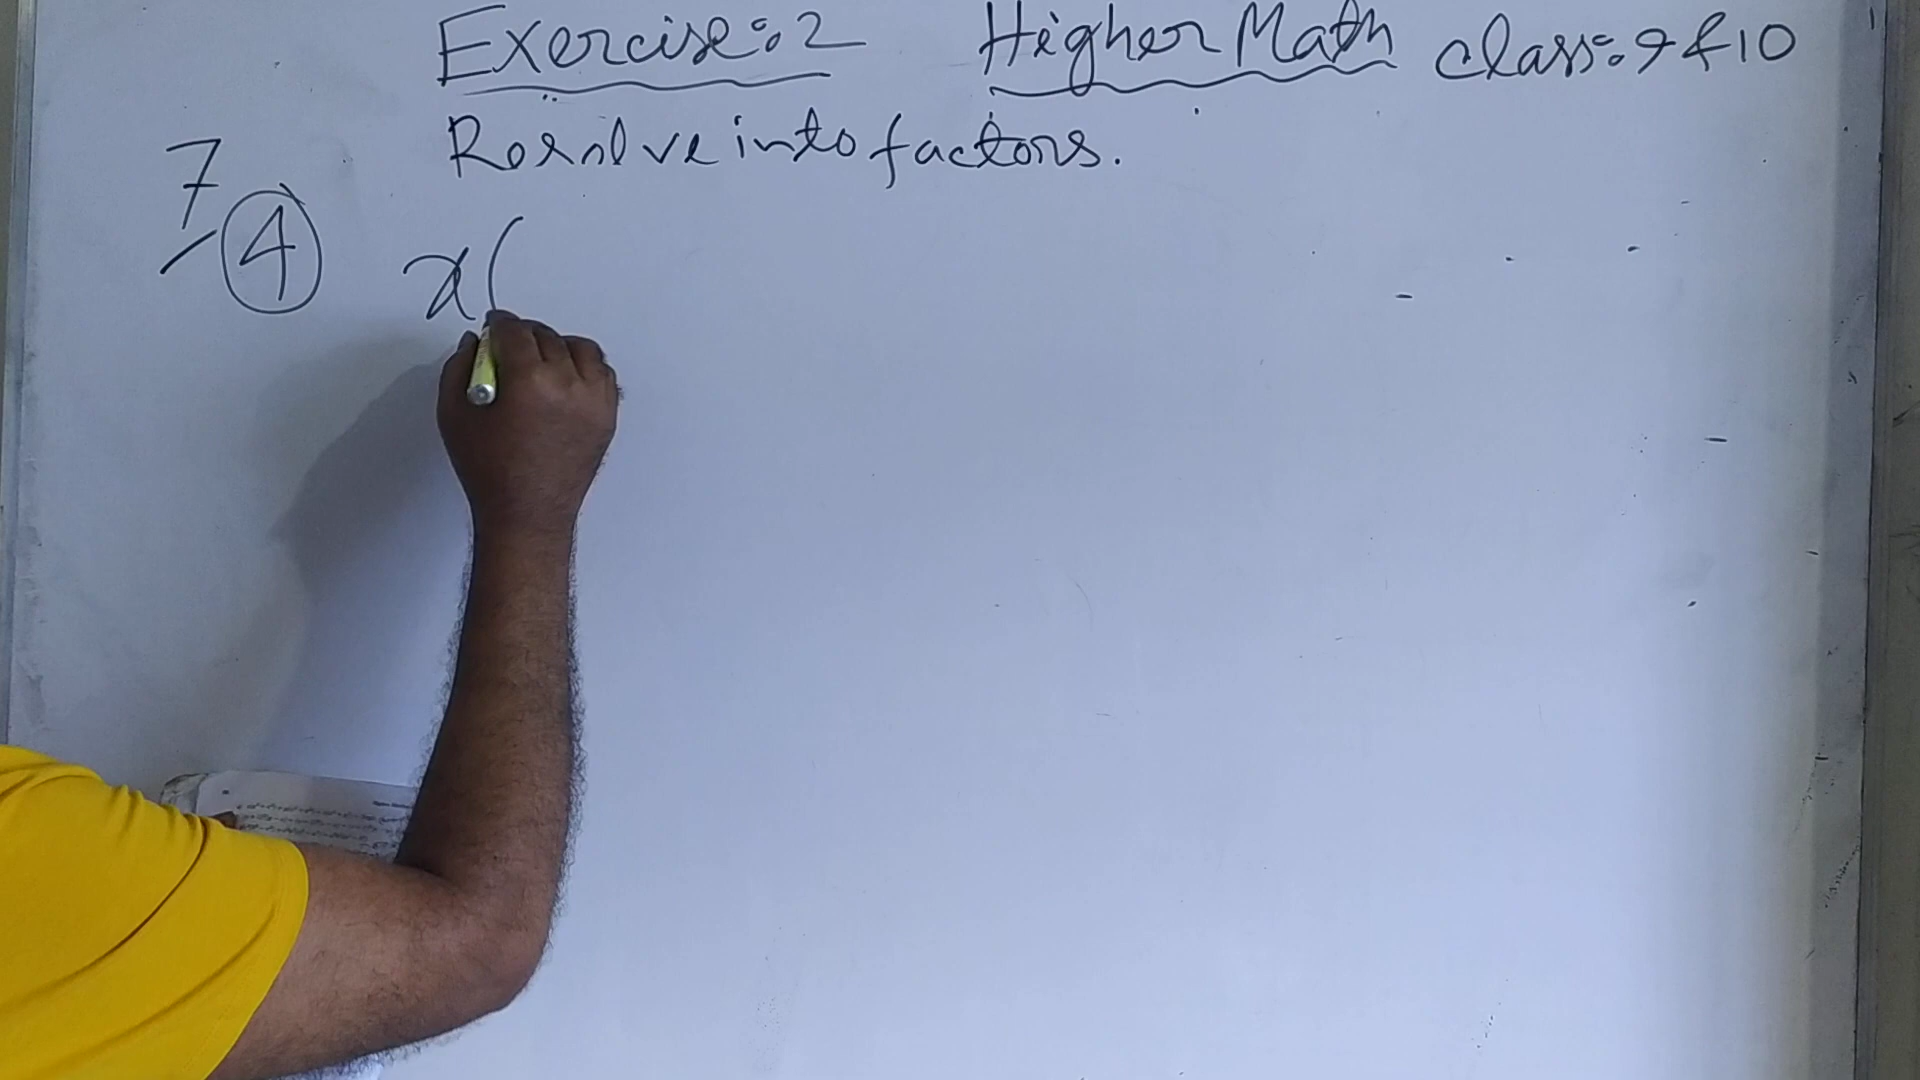 Exercise:2 Higher Math class:9 & 10
Resolve into factors.
7
4 x(